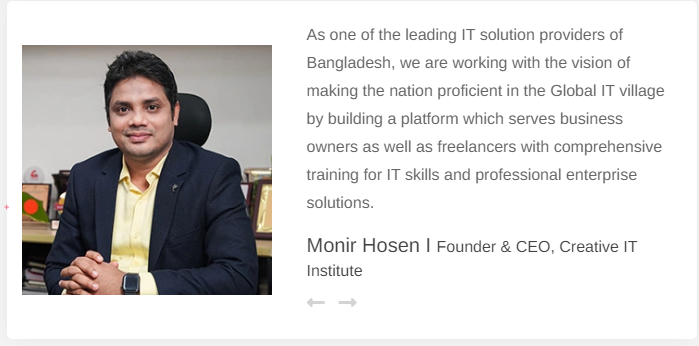 As one of the leading IT solution providers of
Bangladesh, we are working with the vision of
making the nation proficient in the Global IT village
by building a platform which serves business
owners as well as freelancers with comprehensive
training for IT skills and professional enterprise
solutions.
Monir Hosen I Founder & CEO, Creative IT
Institute